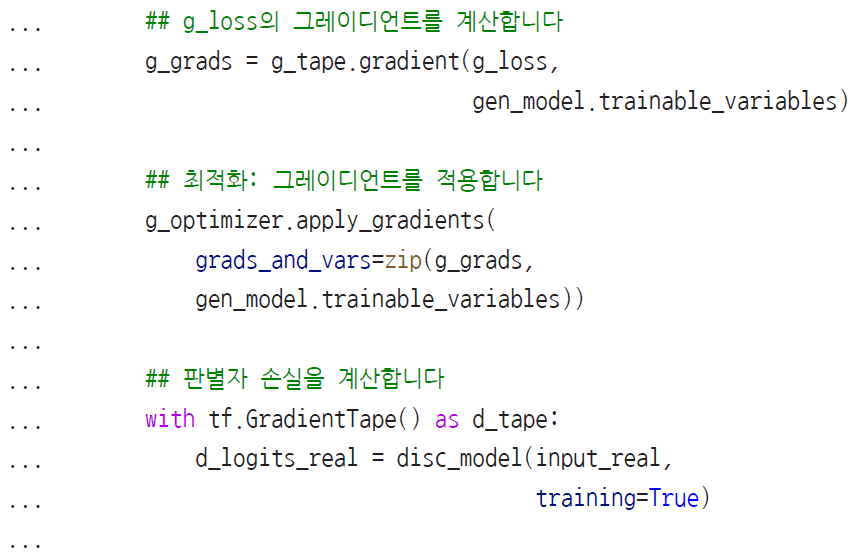 ...        ## g_loss의 그레이디언트를 계산합니다
...        g_grads = g_tape.gradient(g_loss,
...                                  gen_model.trainable_variables)
...
...        ## 최적화: 그레이디언트를 적용합니다
...        g_optimizer.apply_gradients(
...            grads_and_vars=zip(g_grads,
...            gen_model.trainable_variables))
...
...        ## 판별자 손실을 계산합니다
...        with tf.GradientTape() as d_tape:
...            d_logits_real = disc_model(input_real,
...                                       training=True)
...